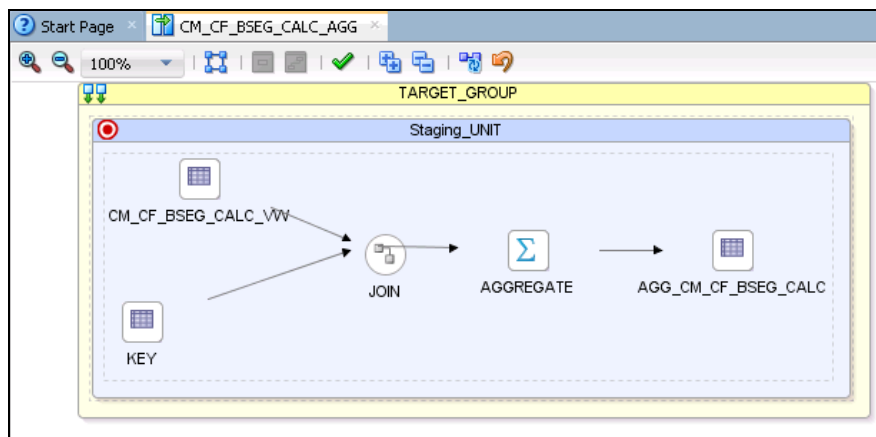 Start Page
CM_CF_BSEG_CALC_AGG
100%
TARGET_GROUP
Staging_UNIT
CM_CF_BSEG_CALC_VW
JOIN
AGGREGATE
AGG_CM_CF_BSEG_CALC
KEY